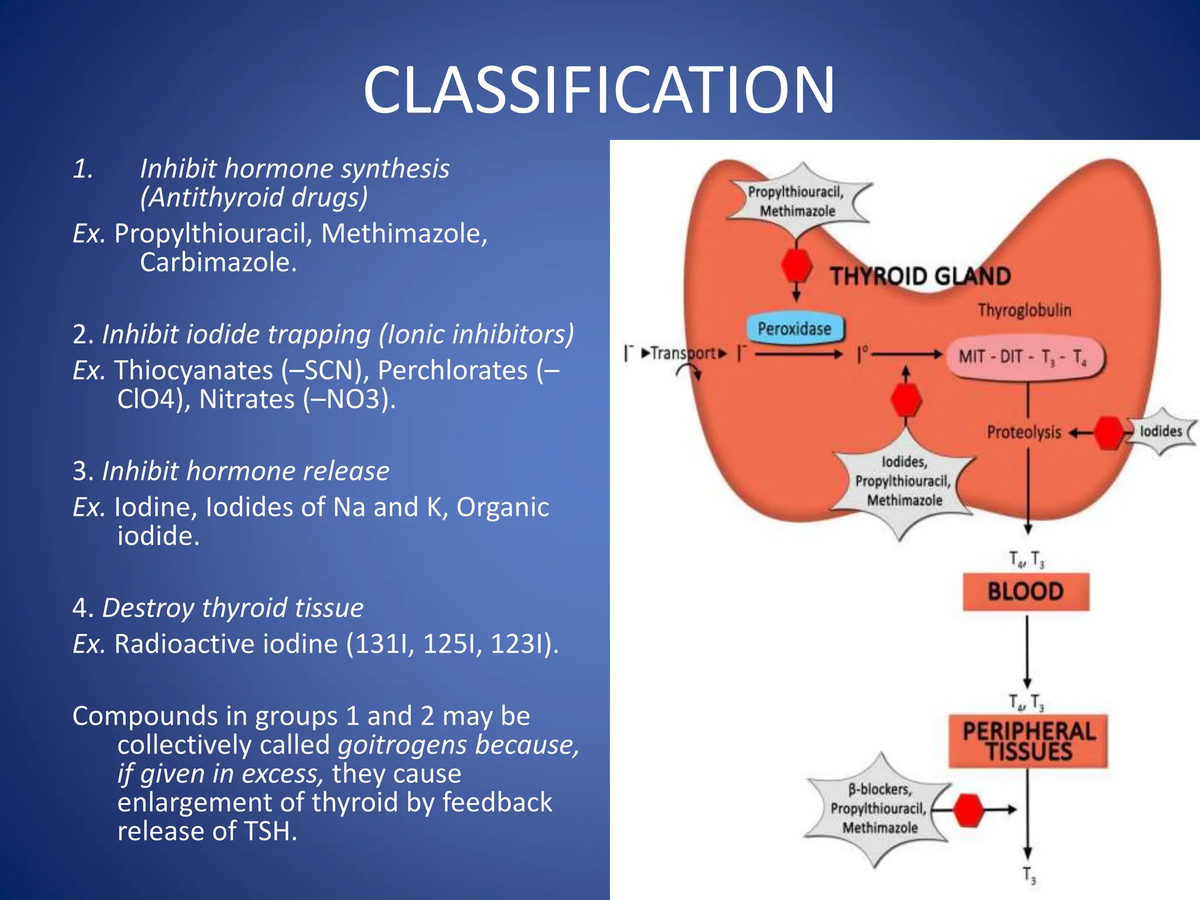 CLASSIFICATION
1. Inhibit hormone synthesis
(Antithyroid drugs)
Ex. Propylthiouracil, Methimazole,
Carbimazole.
2. Inhibit iodide trapping (Ionic inhibitors)
Ex. Thiocyanates (–SCN), Perchlorates (–
ClO4), Nitrates (–NO3).
3. Inhibit hormone release
Ex. Iodine, Iodides of Na and K, Organic
iodide.
4. Destroy thyroid tissue
Ex. Radioactive iodine (131I, 125I, 123I).
Compounds in groups 1 and 2 may be
collectively called goitrogens because,
if given in excess, they cause
enlargement of thyroid by feedback
release of TSH.
Propylthiouracil,
Methimazole
THYROID GLAND
Thyroglobulin
Peroxidase
I⁻ Transport I⁻ I° MIT - DIT - T₃ - T₄
Proteolysis
Iodides
Iodides,
Propylthiouracil,
Methimazole
T₄, T₃
BLOOD
T₄, T₃
PERIPHERAL
TISSUES
β-blockers,
Propylthiouracil,
Methimazole
T₃